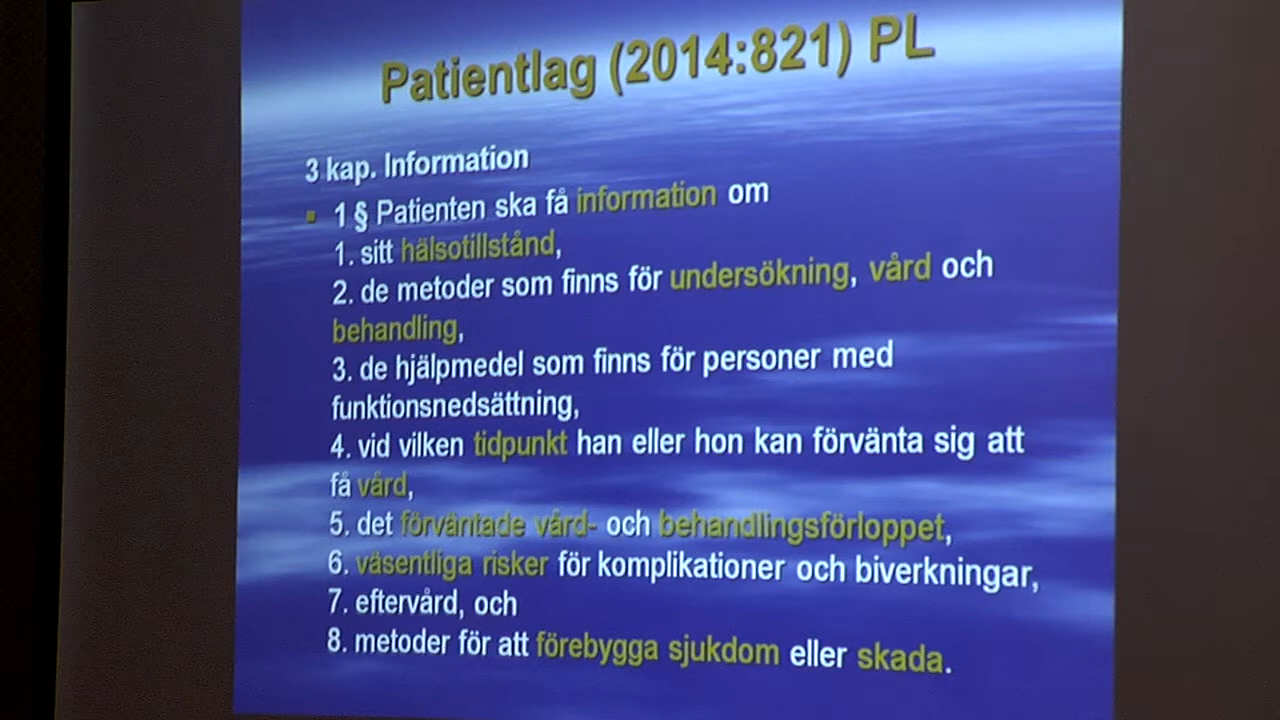 Patientlag (2014:821) PL
3 kap. Information
▪ 1 § Patienten ska få information om
1. sitt hälsotillstånd,
2. de metoder som finns för undersökning, vård och
behandling,
3. de hjälpmedel som finns för personer med
funktionsnedsättning,
4. vid vilken tidpunkt han eller hon kan förvänta sig att
få vård,
5. det förväntade vård- och behandlingsförloppet,
6. väsentliga risker för komplikationer och biverkningar,
7. eftervård, och
8. metoder för att förebygga sjukdom eller skada.